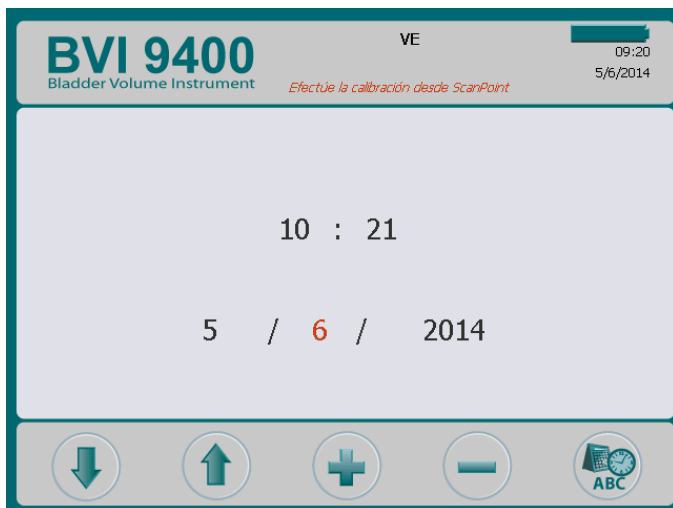 BVI 9400
Bladder Volume Instrument
VE
Efectúe la calibración desde ScanPoint
09:20
5/6/2014
10 : 21
5 / 6 / 2014
ABC